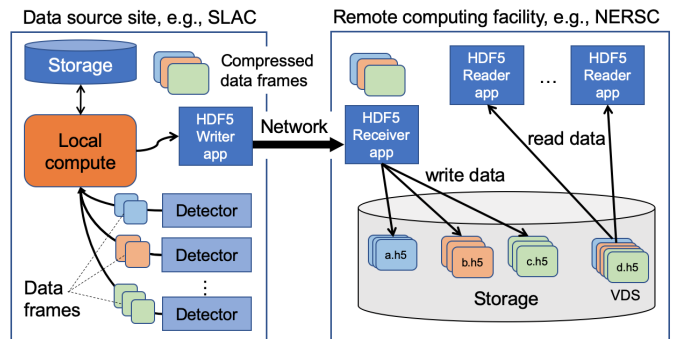 Data source site, e.g., SLAC
Storage
Compressed
data frames
HDF5
Writer
app
Local
compute
Detector
Detector
Data
frames
⋮
Detector
Network
Remote computing facility, e.g., NERSC
HDF5
Reader
app
...
HDF5
Reader
app
HDF5
Receiver
app
read data
write data
a.h5
b.h5
c.h5
d.h5
Storage
VDS